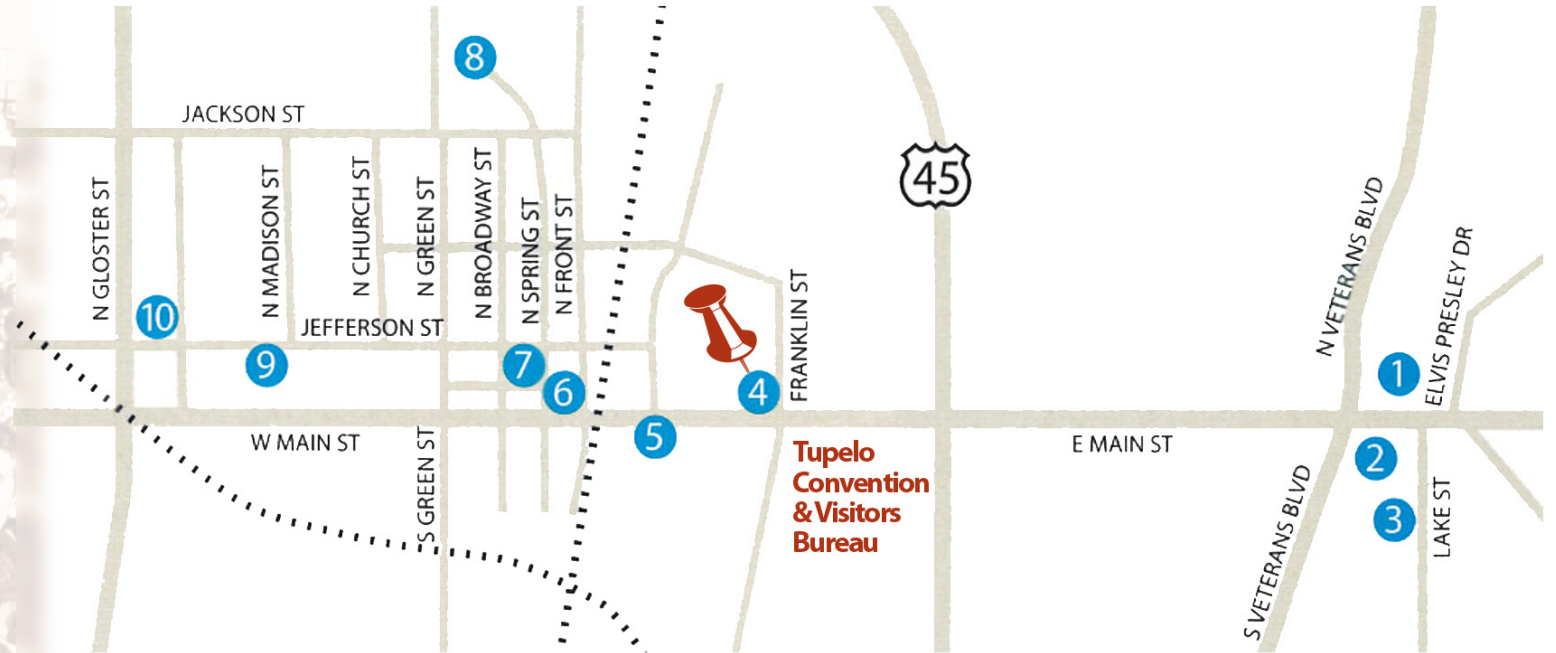 8
JACKSON ST
45
N GLOSTER ST
N MADISON ST
N CHURCH ST
N GREEN ST
N BROADWAY ST
N SPRING ST
N FRONT ST
N VETERANS BLVD
ELVIS PRESLEY DR
10
JEFFERSON ST
FRANKLIN ST
9
7
6
4
1
5
W MAIN ST
E MAIN ST
2
3
S GREEN ST
Tupelo
Convention
& Visitors
Bureau
S VETERANS BLVD
LAKE ST